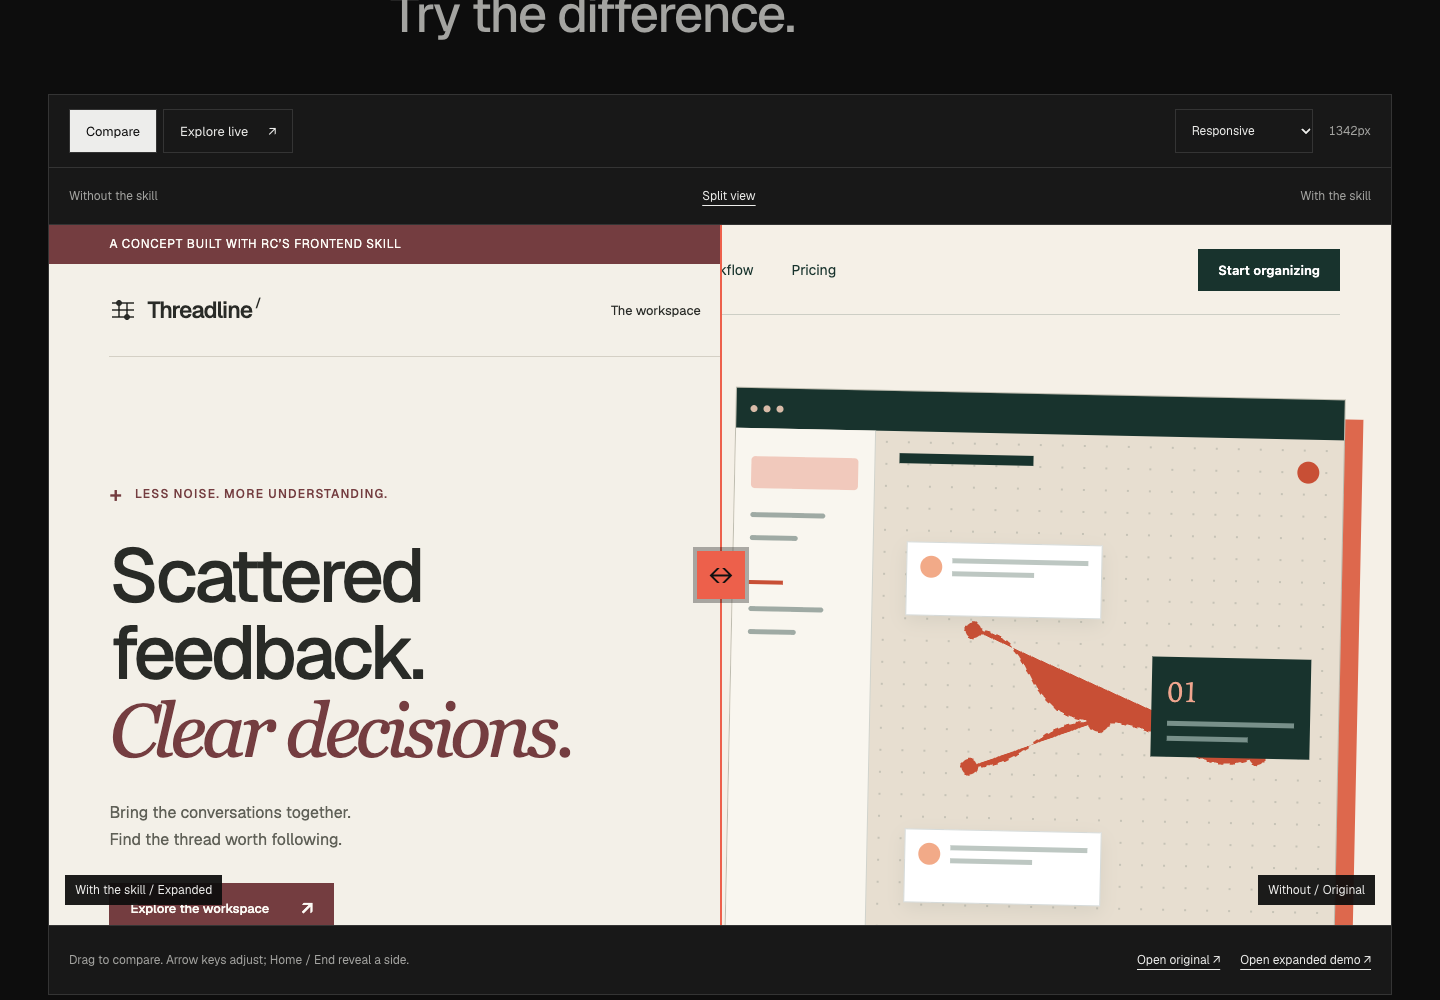 Try the difference.
Compare
Explore live ↗
Responsive
1342px
Without the skill
Split view
With the skill
A CONCEPT BUILT WITH RC'S FRONTEND SKILL
kflow
Pricing
Start organizing
Threadline /
The workspace
+ LESS NOISE. MORE UNDERSTANDING.
Scattered
feedback.
Clear decisions.
01
Bring the conversations together.
Find the thread worth following.
With the skill / Expanded
Without / Original
Explore the workspace ↗
Drag to compare. Arrow keys adjust; Home / End reveal a side.
Open original ↗
Open expanded demo ↗